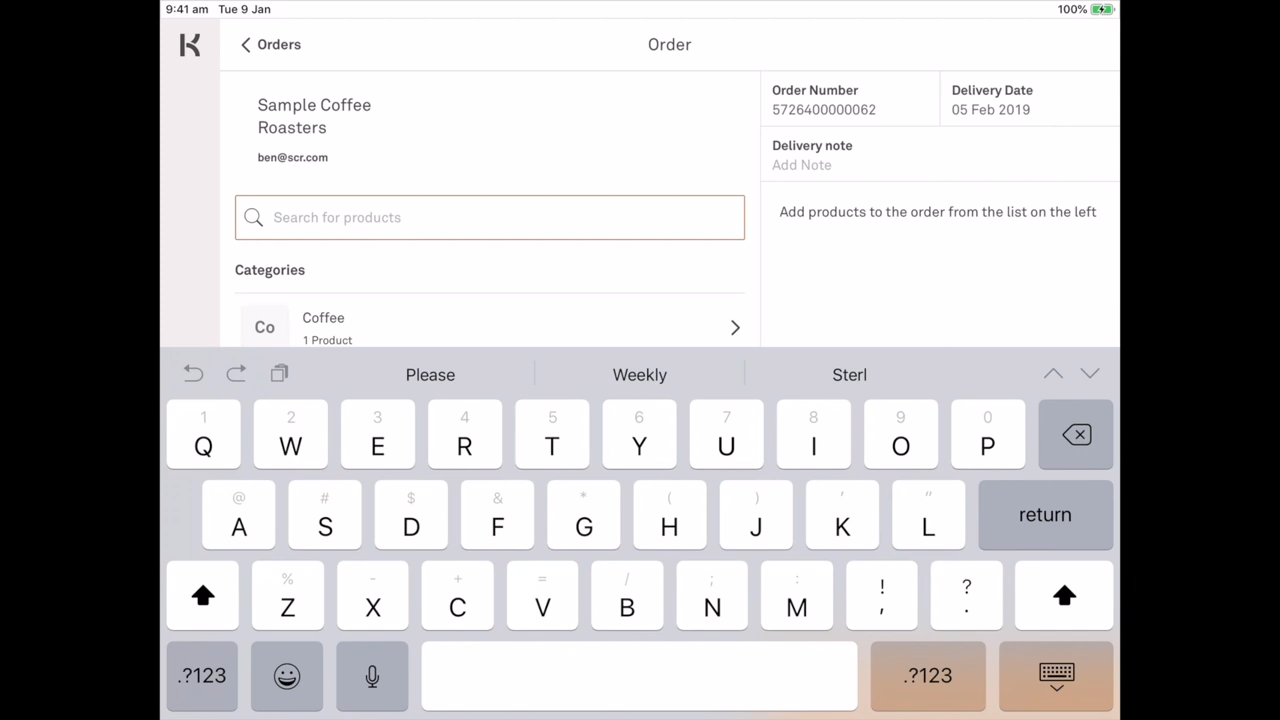 9:41 am Tue 9 Jan 100%
Orders
Order
Sample Coffee
Roasters
ben@scr.com
Order Number
5726400000062
Delivery Date
05 Feb 2019
Delivery note
Add Note
Search for products
Add products to the order from the list on the left
Categories
Co
Coffee
1 Product
Please Weekly Sterl
1 2 3 4 5 6 7 8 9 0
Q W E R T Y U I O P
@ # $ & * ( ) ' "
A S D F G H J K L return
% - + = / ; : ! ?
Z X C V B N M , .
.?123 .?123